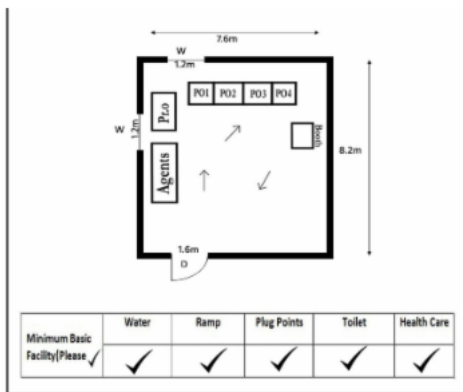 7.6m
W
1.2m
PO1 PO2 PO3 PO4
Pro
W 1.2m
Booth
8.2m
Agents
1.6m
D
Water Ramp Plug Points Toilet Health Care
Minimum Basic
Facility(Please ✓
✓ ✓ ✓ ✓ ✓